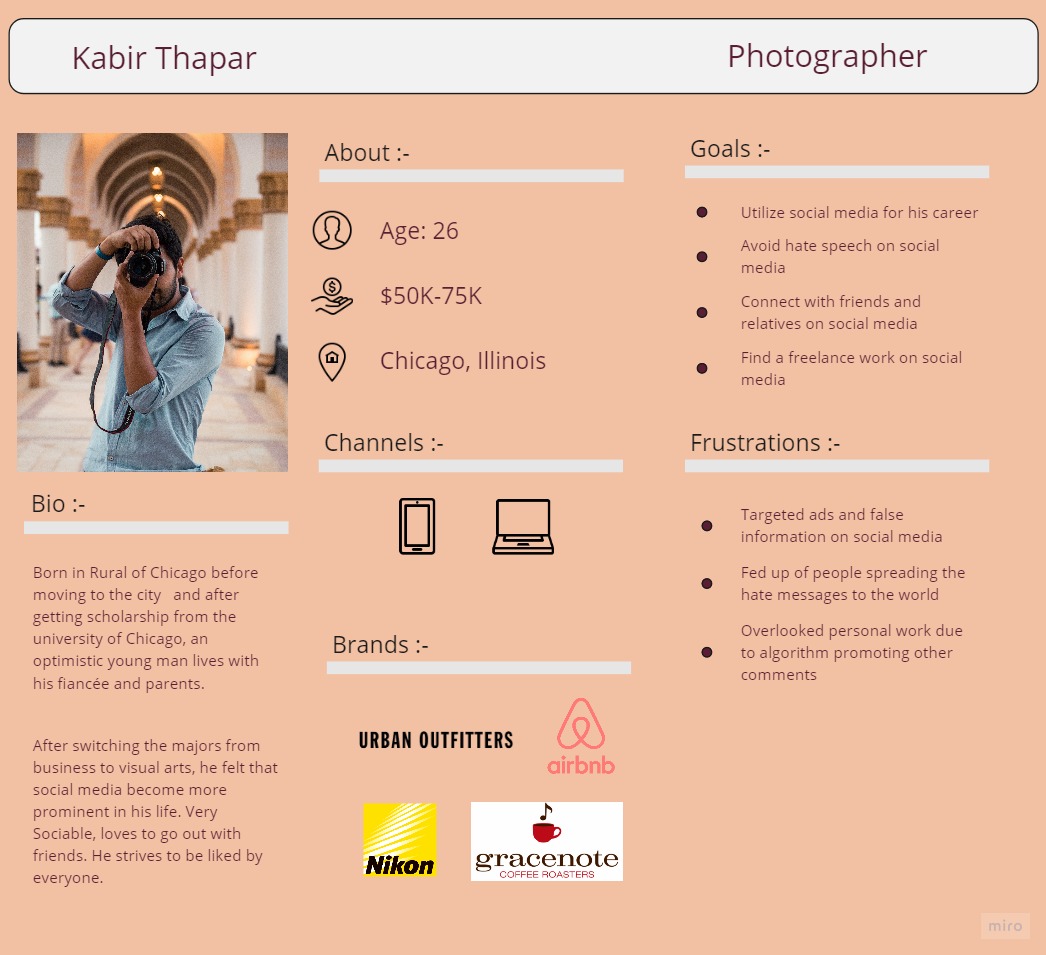 Kabir Thapar
Photographer
About :-
Age: 26
$
$50K-75K
Chicago, Illinois
Channels :-
Brands :-
URBAN OUTFITTERS
airbnb
Nikon
gracenote
COFFEE ROASTERS
Bio :-
Born in Rural of Chicago before
moving to the city and after
getting scholarship from the
university of Chicago, an
optimistic young man lives with
his fiancée and parents.
After switching the majors from
business to visual arts, he felt that
social media become more
prominent in his life. Very
Sociable, loves to go out with
friends. He strives to be liked by
everyone.
Goals :-
Utilize social media for his career
Avoid hate speech on social
media
Connect with friends and
relatives on social media
Find a freelance work on social
media
Frustrations :-
Targeted ads and false
information on social media
Fed up of people spreading the
hate messages to the world
Overlooked personal work due
to algorithm promoting other
comments
miro